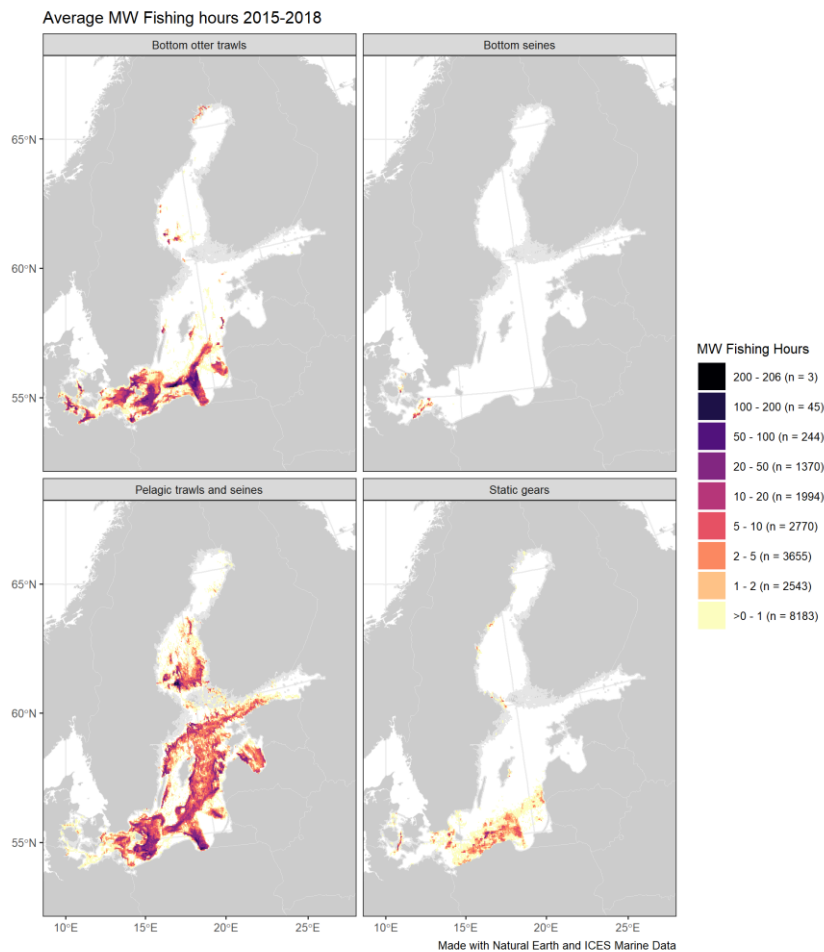 Average MW Fishing hours 2015-2018
Bottom otter trawls
Bottom seines
65°N
60°N
55°N
MW Fishing Hours
200 - 206 (n = 3)
100 - 200 (n = 45)
50 - 100 (n = 244)
20 - 50 (n = 1370)
10 - 20 (n = 1994)
5 - 10 (n = 2770)
2 - 5 (n = 3655)
1 - 2 (n = 2543)
>0 - 1 (n = 8183)
Pelagic trawls and seines
Static gears
65°N
60°N
55°N
10°E 15°E 20°E 25°E 10°E 15°E 20°E 25°E
Made with Natural Earth and ICES Marine Data